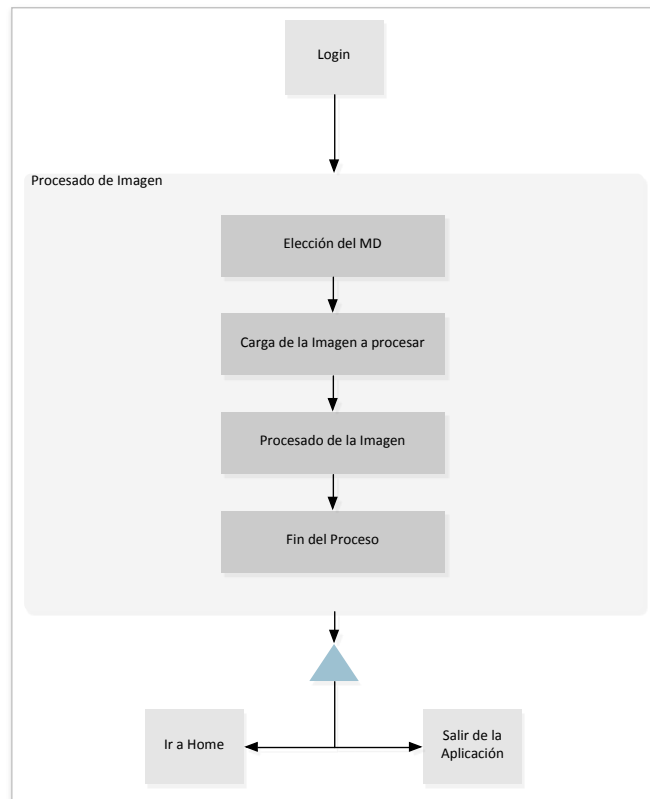 Login
Procesado de Imagen
Elección del MD
Carga de la Imagen a procesar
Procesado de la Imagen
Fin del Proceso
Ir a Home
Salir de la
Aplicación